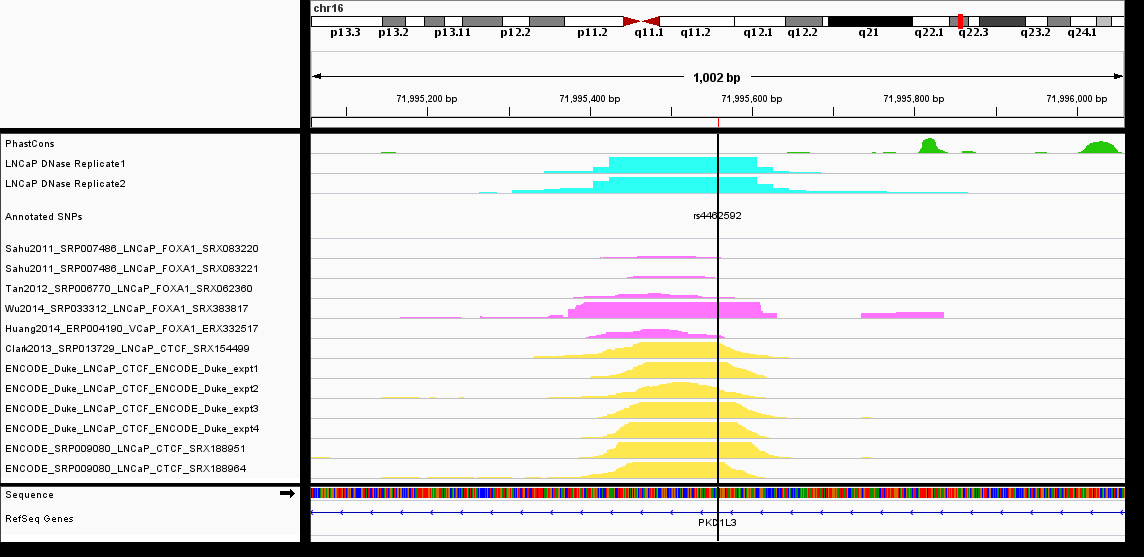 chr16
p13.3 p13.2 p13.11 p12.2 p11.2 q11.1 q11.2 q12.1 q12.2 q21 q22.1 q22.3 q23.2 q24.1
1,002 bp
71,995,200 bp 71,995,400 bp 71,995,600 bp 71,995,800 bp 71,996,000 bp
PhastCons
LNCaP DNase Replicate1
LNCaP DNase Replicate2
Annotated SNPs rs4462592
Sahu2011_SRP007486_LNCaP_FOXA1_SRX083220
Sahu2011_SRP007486_LNCaP_FOXA1_SRX083221
Tan2012_SRP006770_LNCaP_FOXA1_SRX062360
Wu2014_SRP033312_LNCaP_FOXA1_SRX383817
Huang2014_ERP004190_VCaP_FOXA1_ERX332517
Clark2013_SRP013729_LNCaP_CTCF_SRX154499
ENCODE_Duke_LNCaP_CTCF_ENCODE_Duke_expt1
ENCODE_Duke_LNCaP_CTCF_ENCODE_Duke_expt2
ENCODE_Duke_LNCaP_CTCF_ENCODE_Duke_expt3
ENCODE_Duke_LNCaP_CTCF_ENCODE_Duke_expt4
ENCODE_SRP009080_LNCaP_CTCF_SRX188951
ENCODE_SRP009080_LNCaP_CTCF_SRX188964
Sequence
RefSeq Genes PKD1L3